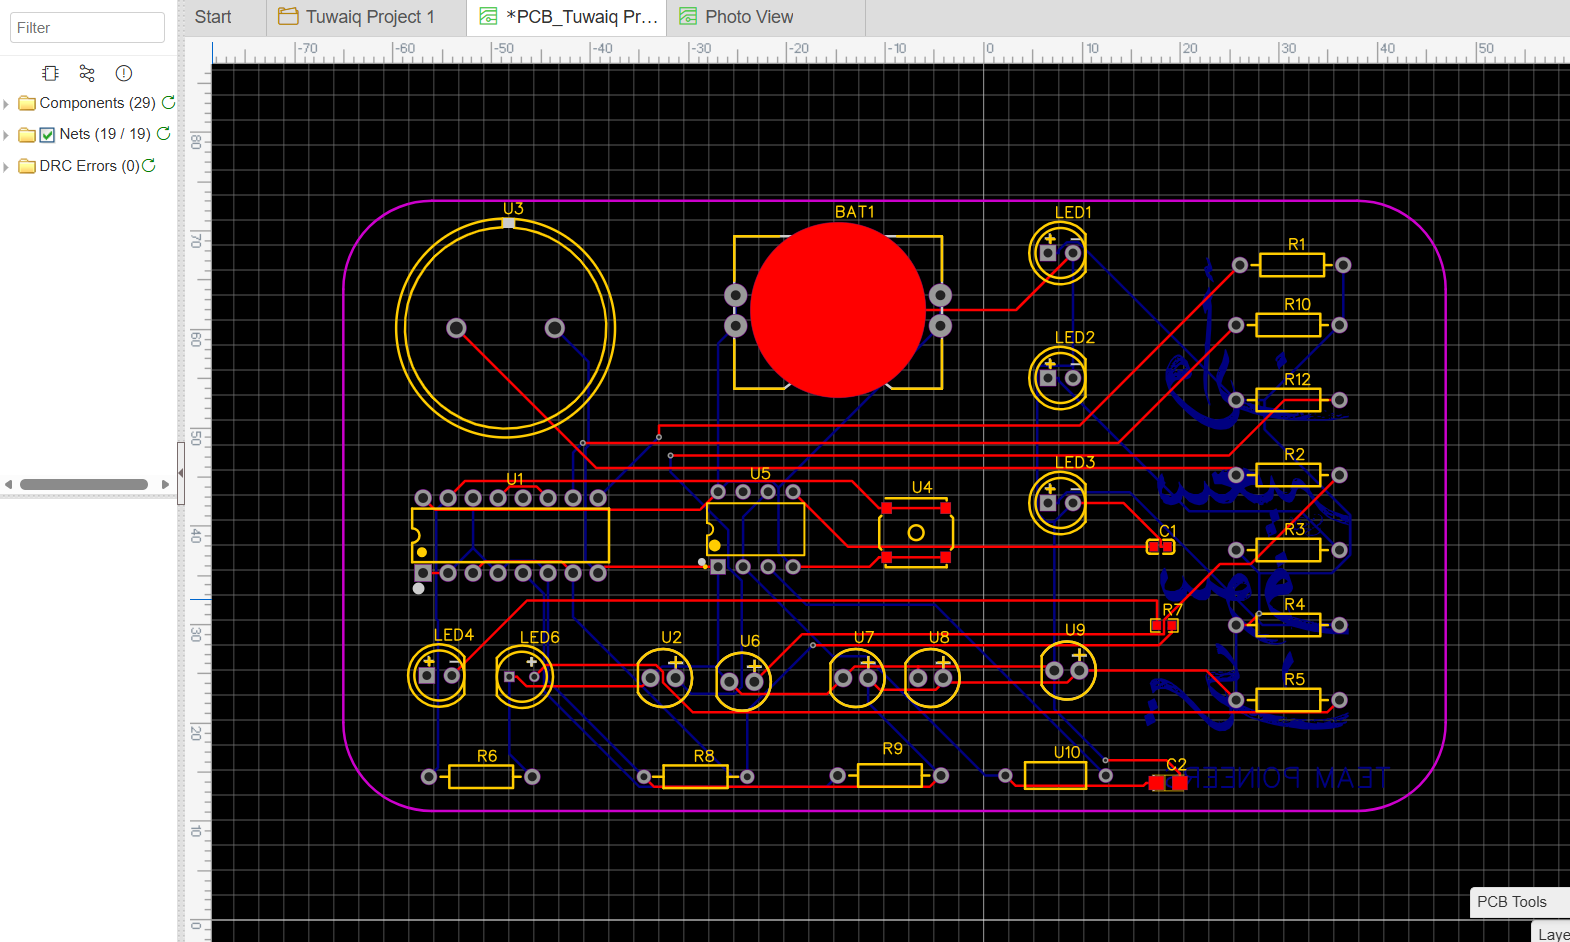 Start
Tuwaiq Project 1
*PCB_Tuwaiq Pr...
Photo View
Filter
Components (29)
Nets (19 / 19)
DRC Errors (0)
-70 -60 -50 -40 -30 -20 -10 0 10 20 30 40 50
80
70
60
50
40
30
20
10
0
U3
BAT1
LED1
R1
R10
LED2
R12
LED3
R2
U1
U5
U4
C1
R3
R7
R4
LED4
LED6
U2
U6
U7
U8
U9
R5
R6
R8
R9
U10
C2
TEAM PIONEER
PCB Tools
Laye